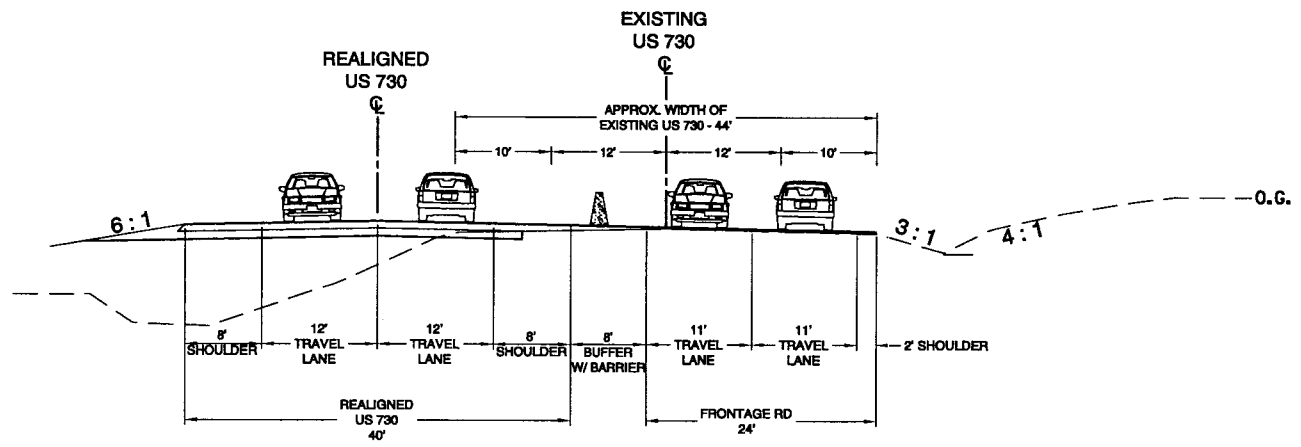 EXISTING
US 730
℄
REALIGNED
US 730
℄
APPROX. WIDTH OF
EXISTING US 730 - 44'
10' 12' 12' 10'
6:1
3:1
4:1
O.G.
8'
SHOULDER
12'
TRAVEL
LANE
12'
TRAVEL
LANE
8'
SHOULDER
8'
BUFFER
W/ BARRIER
11'
TRAVEL
LANE
11'
TRAVEL
LANE
2' SHOULDER
REALIGNED
US 730
40'
FRONTAGE RD
24'